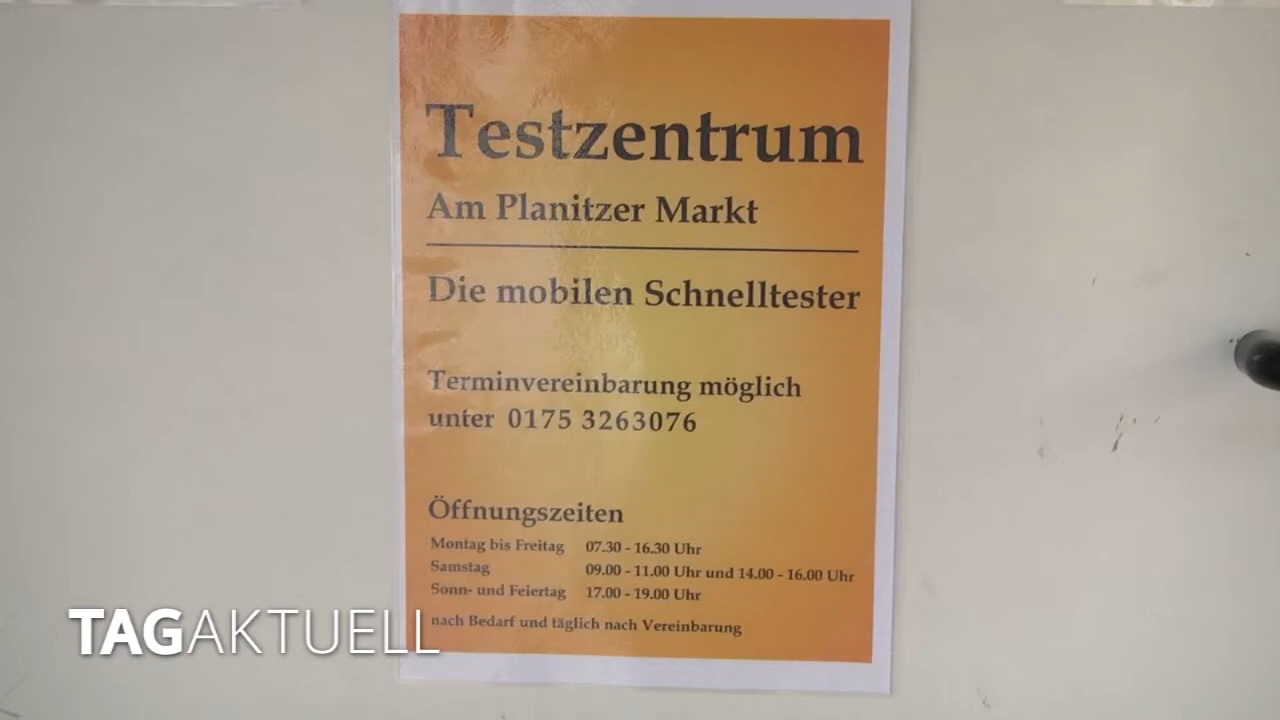 Testzentrum
Am Planitzer Markt
Die mobilen Schnelltester
Terminvereinbarung möglich
unter 0175 3263076
Öffnungszeiten
Montag bis Freitag 07.30 - 16.30 Uhr
Samstag 09.00 - 11.00 Uhr und 14.00 - 16.00 Uhr
Sonn- und Feiertag 17.00 - 19.00 Uhr
nach Bedarf und täglich nach Vereinbarung
TAGAKTUELL